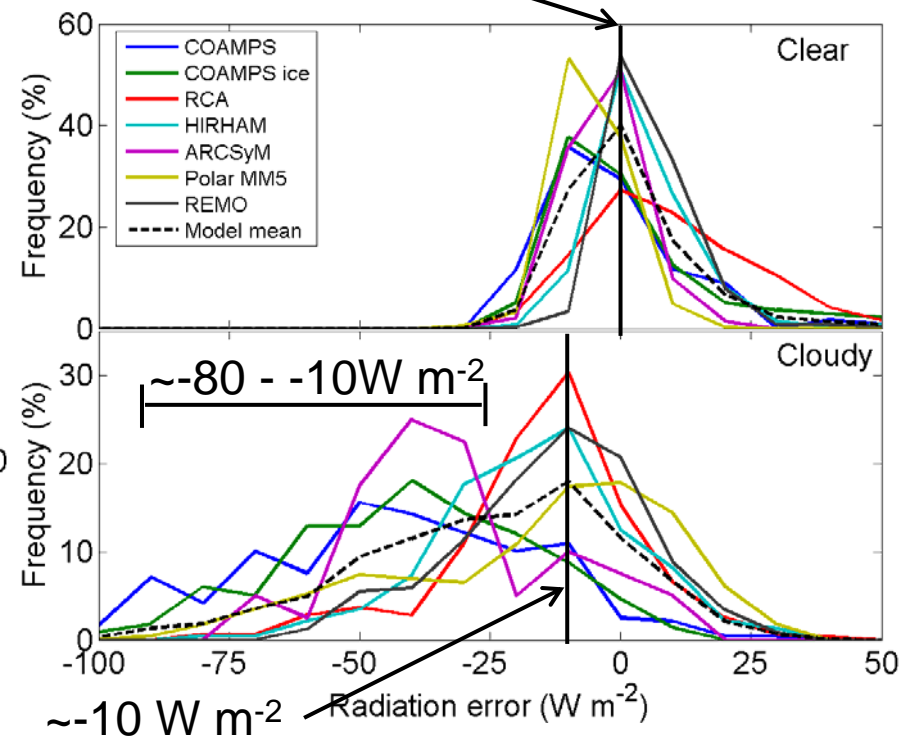 60
40
20
0
Frequency (%)
Clear
COAMPS
COAMPS ice
RCA
HIRHAM
ARCSyM
Polar MM5
REMO
Model mean
Cloudy
~-80 - -10W m-2
30
20
10
0
Frequency (%)
-100 -75 -50 -25 0 25 50
Radiation error (W m-2)
~-10 W m-2